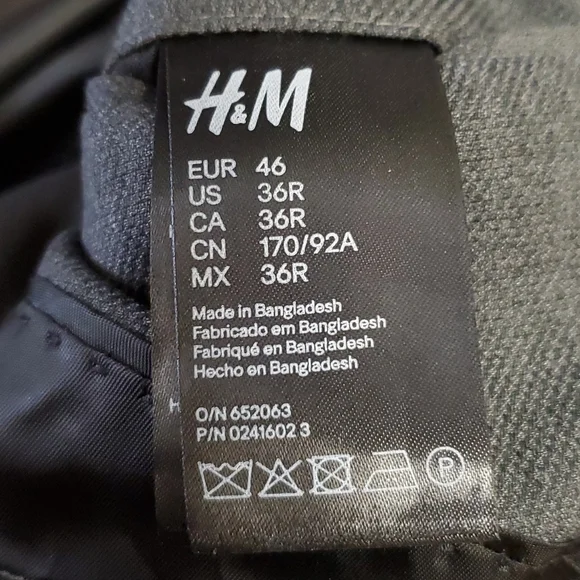 H&M
EUR 46
US 36R
CA 36R
CN 170/92A
MX 36R
Made in Bangladesh
Fabricado em Bangladesh
Fabriqué en Bangladesh
Hecho en Bangladesh
O/N 652063
P/N 0241602 3
P